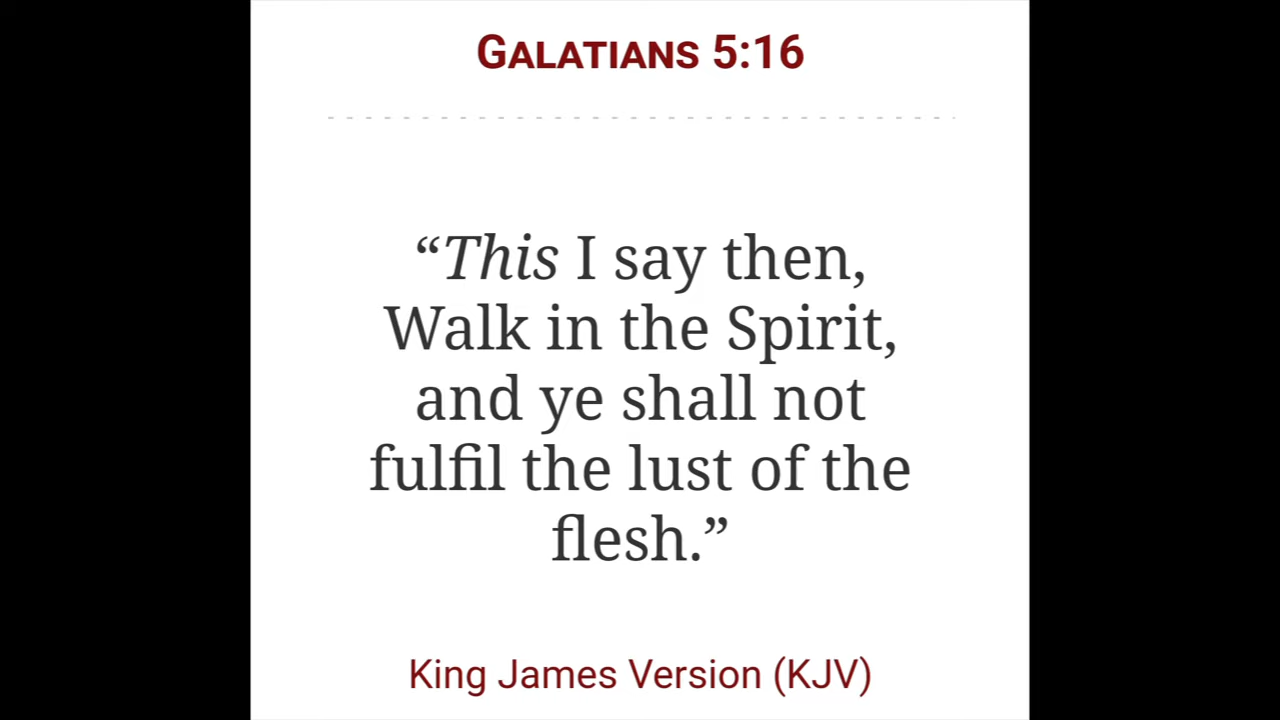 GALATIANS 5:16
“This I say then,
Walk in the Spirit,
and ye shall not
fulfil the lust of the
flesh.”
King James Version (KJV)